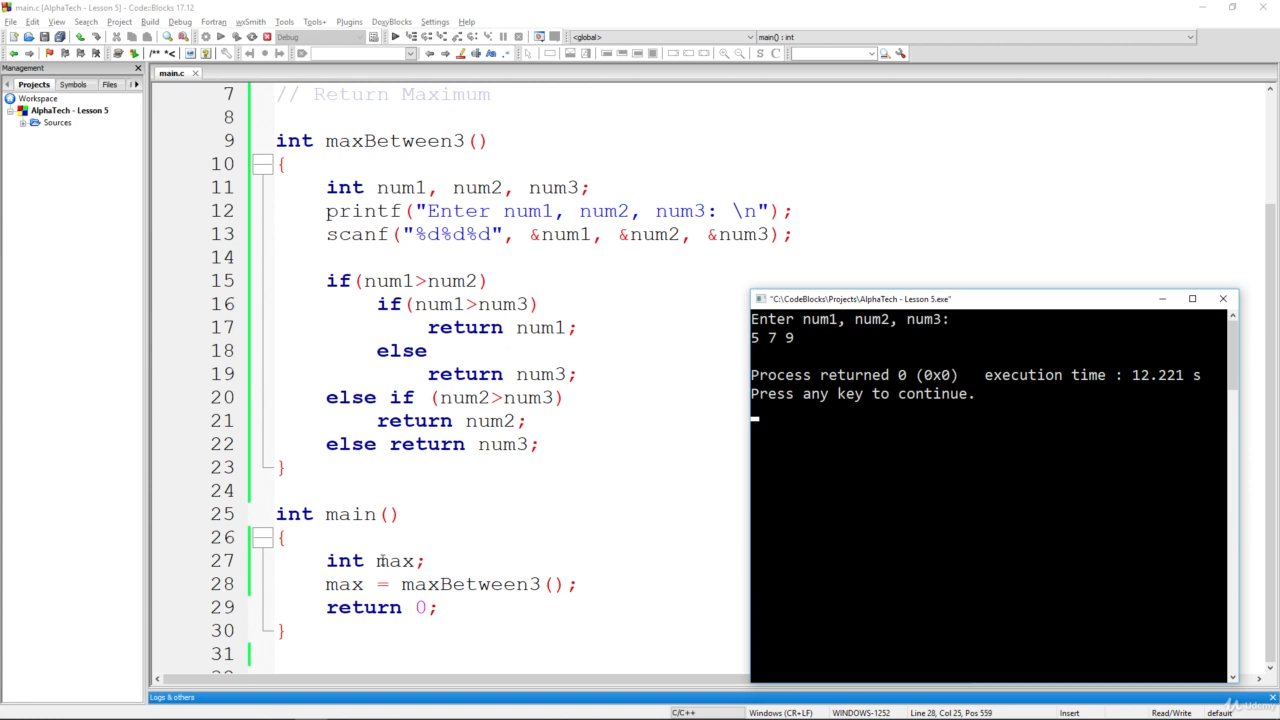 main.c [AlphaTech - Lesson 5] - Code::Blocks 17.12
File Edit View Search Project Build Debug Fortran wxSmith Tools Tools+ Plugins DoxyBlocks Settings Help
Debug <global> main() : int
/** *<
Management
main.c
Projects Symbols Files
Workspace
AlphaTech - Lesson 5
Sources
7 // Return Maximum
8
9 int maxBetween3()
10 {
11 int num1, num2, num3;
12 printf("Enter num1, num2, num3: \n");
13 scanf("%d%d%d", &num1, &num2, &num3);
14
15 if(num1>num2)
16 if(num1>num3)
17 return num1;
18 else
19 return num3;
20 else if (num2>num3)
21 return num2;
22 else return num3;
23 }
24
25 int main()
26 {
27 int max;
28 max = maxBetween3();
29 return 0;
30 }
31
"C:\CodeBlocks\Projects\AlphaTech - Lesson 5.exe"
Enter num1, num2, num3:
5 7 9
Process returned 0 (0x0) execution time : 12.221 s
Press any key to continue.
Logs & others
C/C++ Windows (CR+LF) WINDOWS-1252 Line 28, Col 25, Pos 559 Insert Read/Write default
Udemy